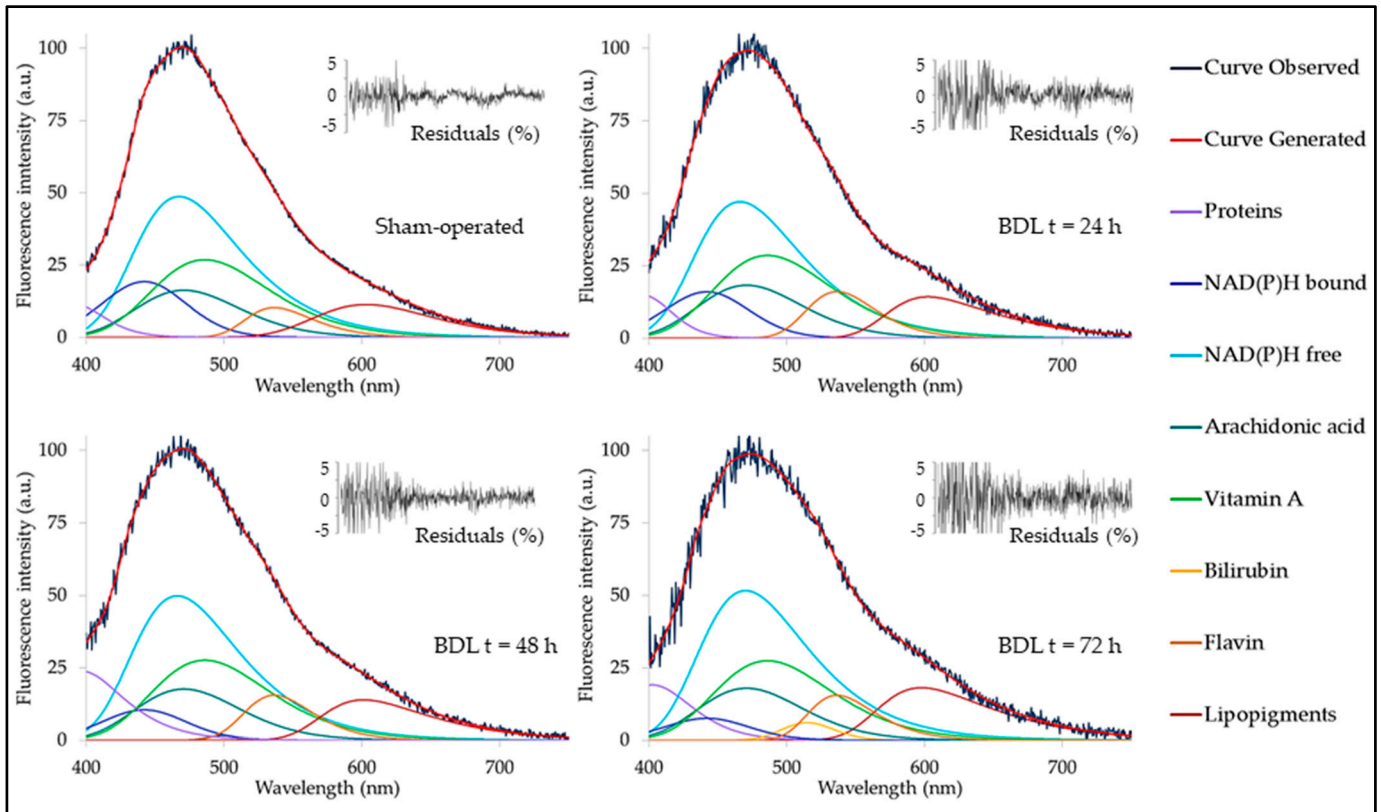 Fluorescence inntensity (a.u.)
100
75
50
25
0
400
500
600
700
Wavelength (nm)
5
0
-5
Residuals (%)
Sham-operated
Fluorescence intensity (a.u.)
100
75
50
25
0
400
500
600
700
Wavelength (nm)
5
0
-5
Residuals (%)
BDL t = 24 h
Fluorescence intensity (a.u.)
100
75
50
25
0
400
500
600
700
Wavelength (nm)
5
0
-5
Residuals (%)
BDL t = 48 h
Fluorescence intensity (a.u.)
100
75
50
25
0
400
500
600
700
Wavelength (nm)
5
0
-5
Residuals (%)
BDL t = 72 h
Curve Observed
Curve Generated
Proteins
NAD(P)H bound
NAD(P)H free
Arachidonic acid
Vitamin A
Bilirubin
Flavin
Lipopigments